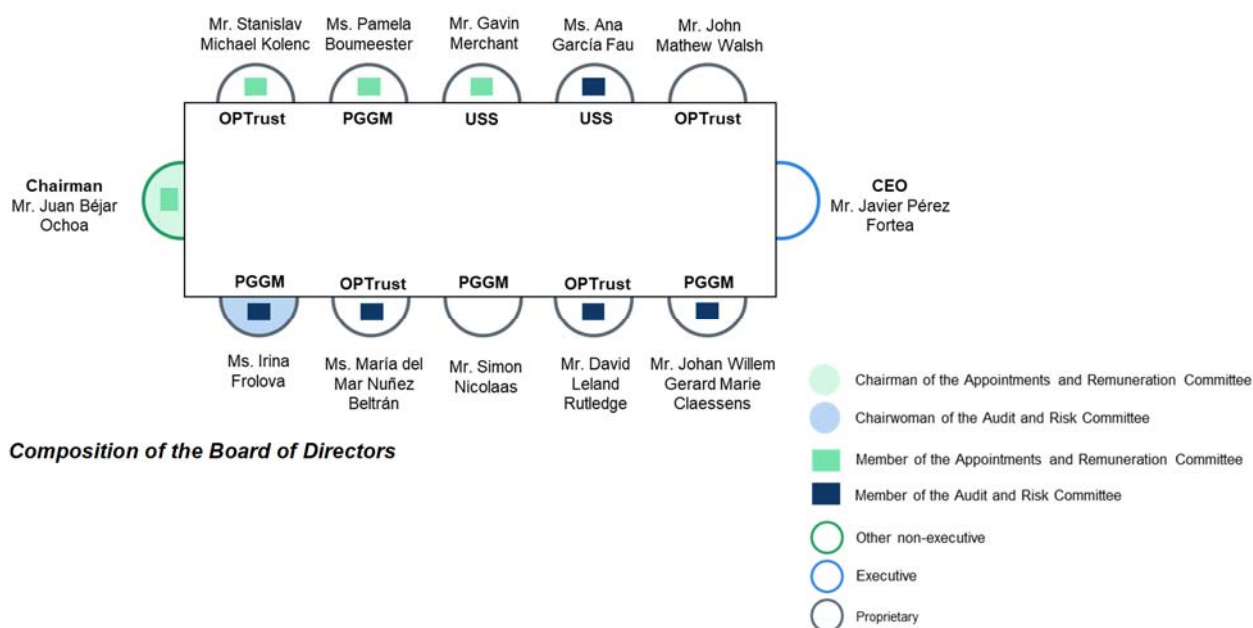 Mr. Stanislav
Michael Kolenc
Ms. Pamela
Boumeester
Mr. Gavin
Merchant
Ms. Ana
García Fau
Mr. John
Mathew Walsh
OPTrust
PGGM
USS
USS
OPTrust
Chairman
Mr. Juan Béjar
Ochoa
CEO
Mr. Javier Pérez
Fortea
PGGM
OPTrust
PGGM
OPTrust
PGGM
Ms. Irina
Frolova
Ms. María del
Mar Nuñez
Beltrán
Mr. Simon
Nicolaas
Mr. David
Leland
Rutledge
Mr. Johan Willem
Gerard Marie
Claessens
Composition of the Board of Directors
Chairman of the Appointments and Remuneration Committee
Chairwoman of the Audit and Risk Committee
Member of the Appointments and Remuneration Committee
Member of the Audit and Risk Committee
Other non-executive
Executive
Proprietary